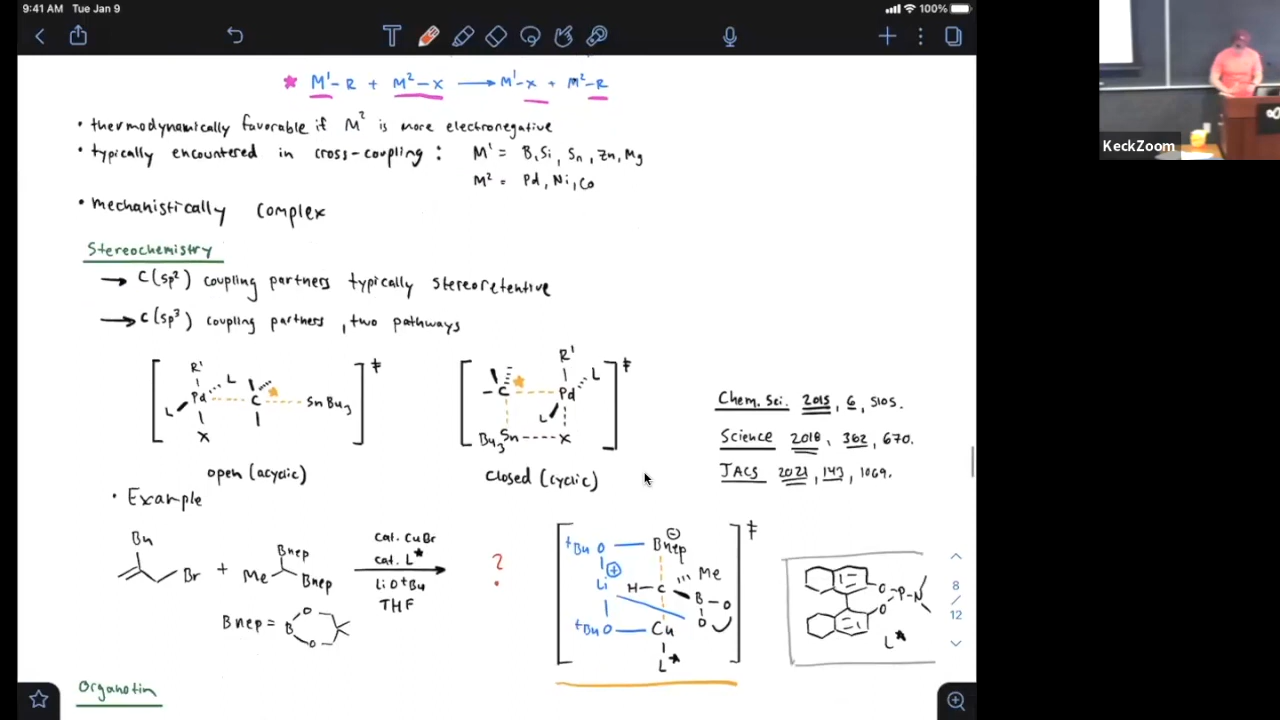 9:41 AM Tue Jan 9
100%
M¹-R + M²-X → M¹-X + M²-R
• thermodynamically favorable if M² is more electronegative
• typically encountered in cross-coupling : M¹ = B, Si, Sn, Zn, Mg
M² = Pd, Ni, Co
• mechanistically complex
Stereochemistry
→ C(sp²) coupling partners typically stereoretentive
→ C(sp³) coupling partners, two pathways
R' L Pd C SnBu₃ L X ‡
C R' Pd L L Bu₃Sn X ‡
open (acyclic)
closed (cyclic)
Chem. Sci. 2015, 6, 5105.
Science 2018, 362, 670.
JACS 2021, 143, 1069.
• Example
Bu Br + Me Bnep Bnep
cat. CuBr
cat. L*
LiOᵗBu
THF
?
Bnep = B O O
ᵗBuO Bnep ⊖ Li ⊕ H C Me B O O ᵗBuO Cu L* ‡
O O P-N L*
8
/
12
Organotin
KeckZoom